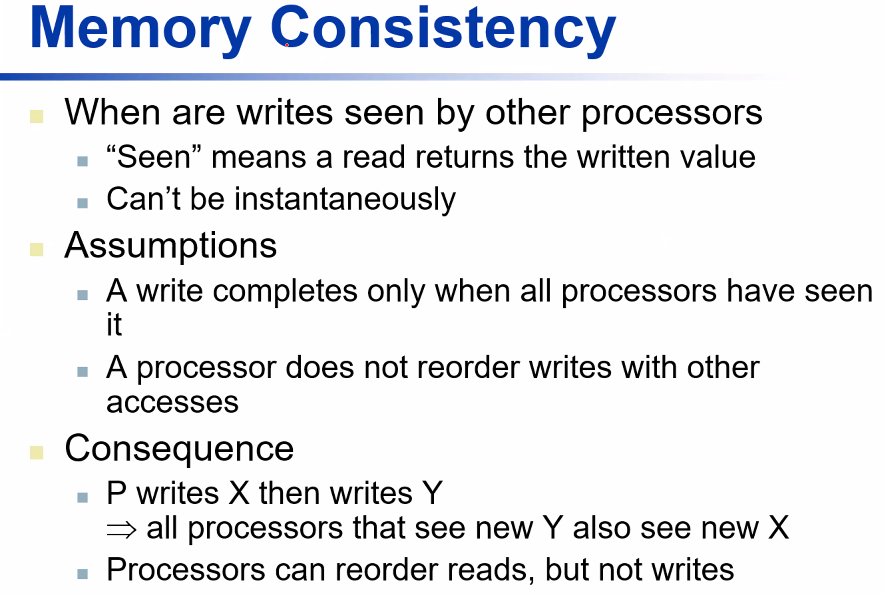 Memory Consistency
When are writes seen by other processors
“Seen” means a read returns the written value
Can’t be instantaneously
Assumptions
A write completes only when all processors have seen
it
A processor does not reorder writes with other
accesses
Consequence
P writes X then writes Y
⇒ all processors that see new Y also see new X
Processors can reorder reads, but not writes